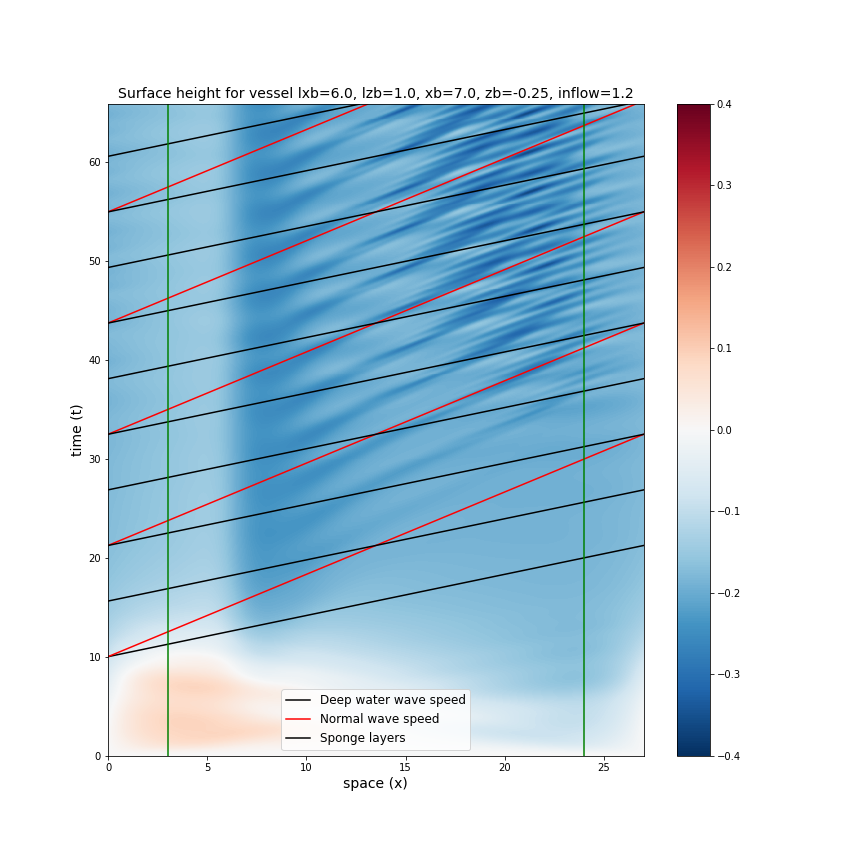 Surface height for vessel lxb=6.0, lzb=1.0, xb=7.0, zb=-0.25, inflow=1.2
0.4
0.3
0.2
0.1
0.0
−0.1
−0.2
−0.3
−0.4
time (t)
60
50
40
30
20
10
0
Deep water wave speed
Normal wave speed
Sponge layers
0 5 10 15 20 25
space (x)